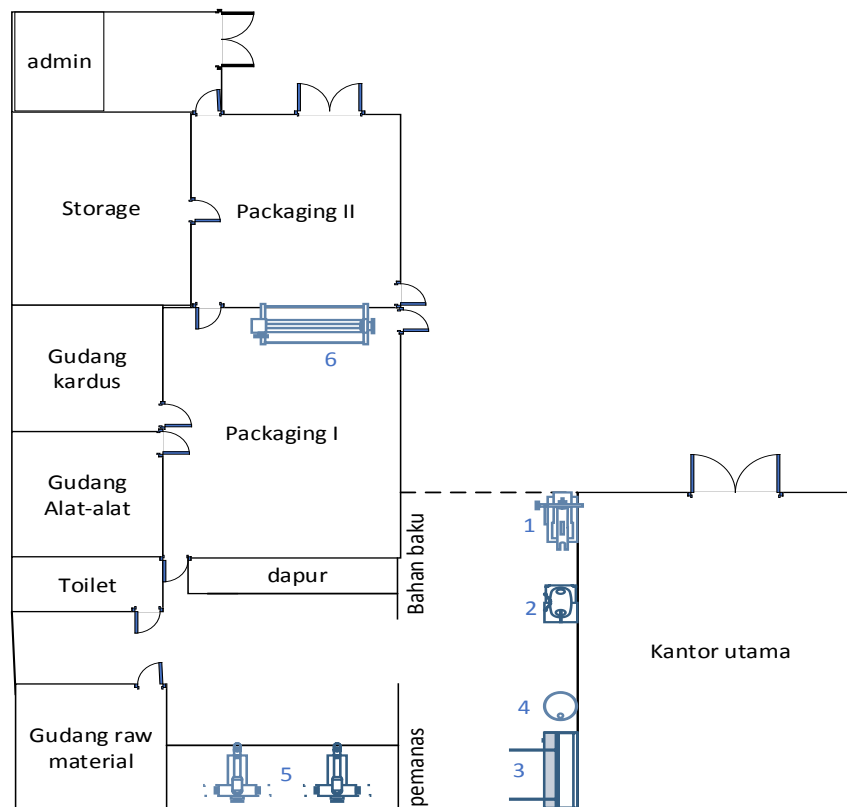 admin
Storage
Packaging II
6
Gudang
kardus
Packaging I
Gudang
Alat-alat
1
Bahan baku
Toilet
dapur
2
Kantor utama
4
Gudang raw
material
5
pemanas
3